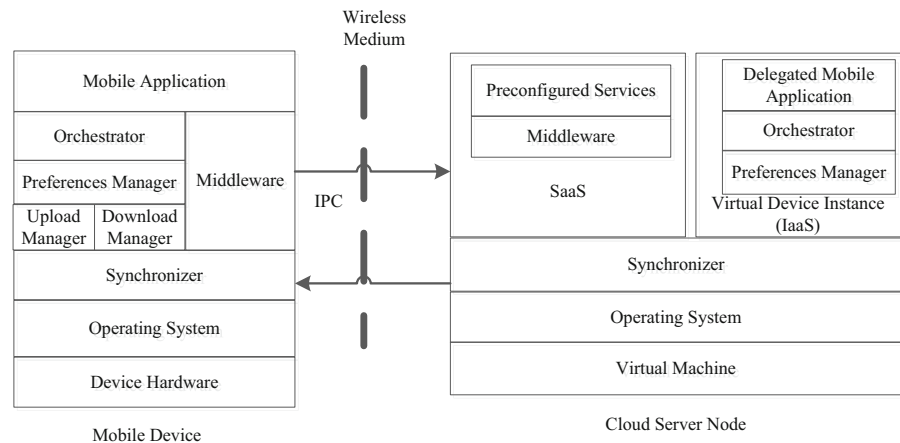 Wireless
Medium
Mobile Application
Orchestrator
Preferences Manager
Upload
Manager
Download
Manager
Middleware
Synchronizer
Operating System
Device Hardware
Mobile Device
IPC
Preconfigured Services
Middleware
SaaS
Delegated Mobile
Application
Orchestrator
Preferences Manager
Virtual Device Instance
(IaaS)
Synchronizer
Operating System
Virtual Machine
Cloud Server Node